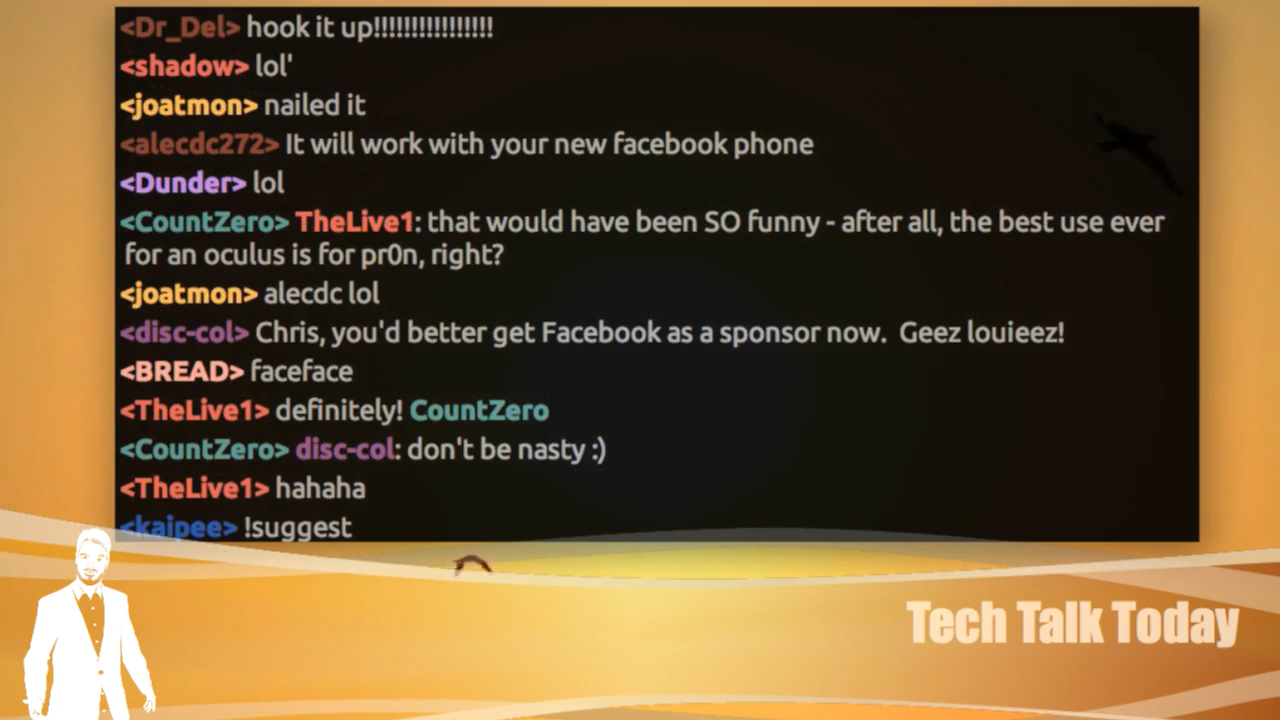 <Dr_Del> hook it up!!!!!!!!!!!!!!!!
<shadow> lol'
<joatmon> nailed it
<alecdc272> It will work with your new facebook phone
<Dunder> lol
<CountZero> TheLive1: that would have been SO funny - after all, the best use ever
for an oculus is for pr0n, right?
<joatmon> alecdc lol
<disc-col> Chris, you'd better get Facebook as a sponsor now.  Geez louieez!
<BREAD> faceface
<TheLive1> definitely! CountZero
<CountZero> disc-col: don't be nasty :)
<TheLive1> hahaha
<kaipee> !suggest
Tech Talk Today